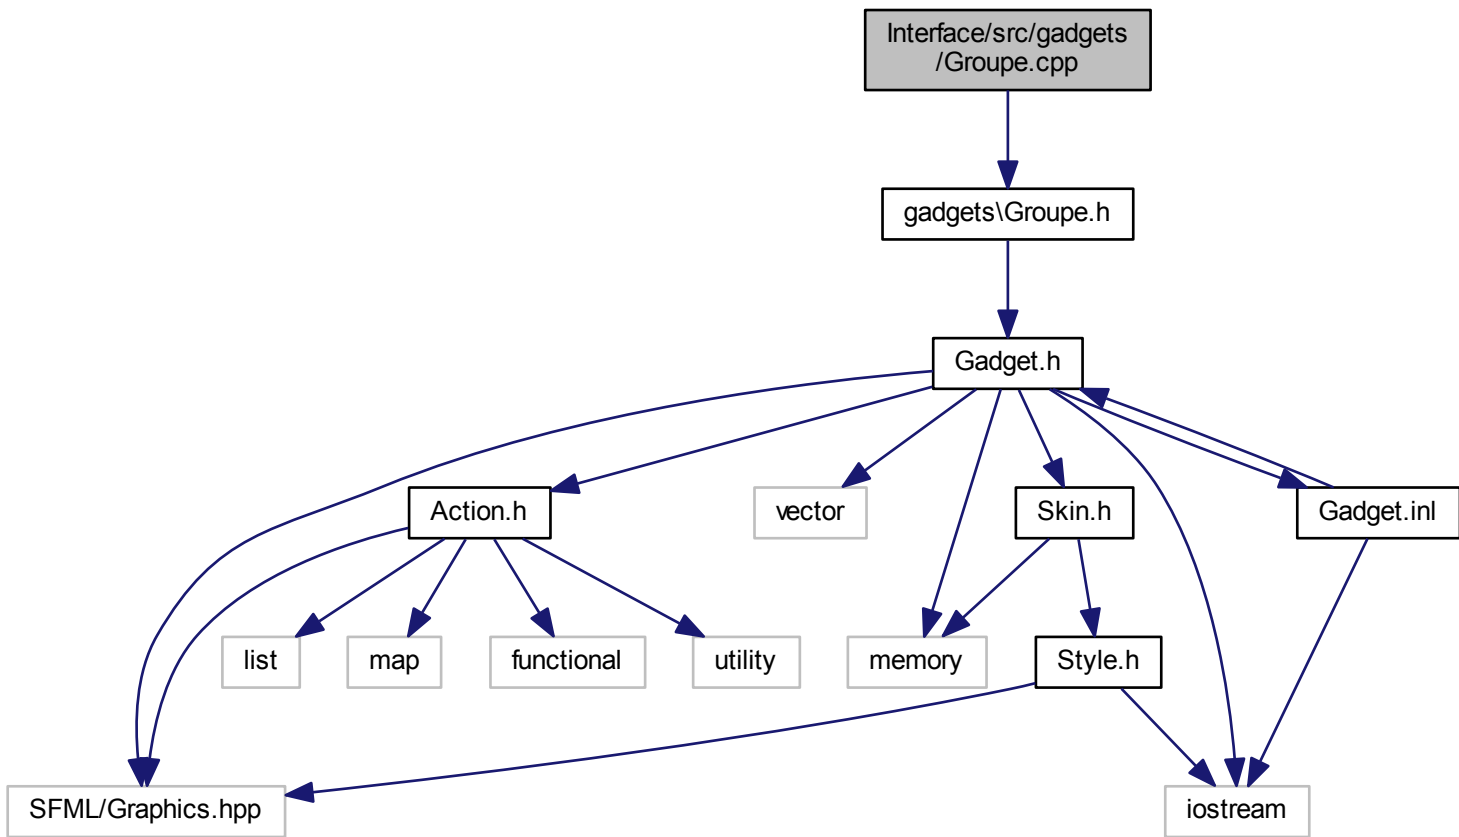 Interface/src/gadgets
/Groupe.cpp
gadgets\Groupe.h
Gadget.h
Action.h
vector
Skin.h
Gadget.inl
list
map
functional
utility
memory
Style.h
SFML/Graphics.hpp
iostream